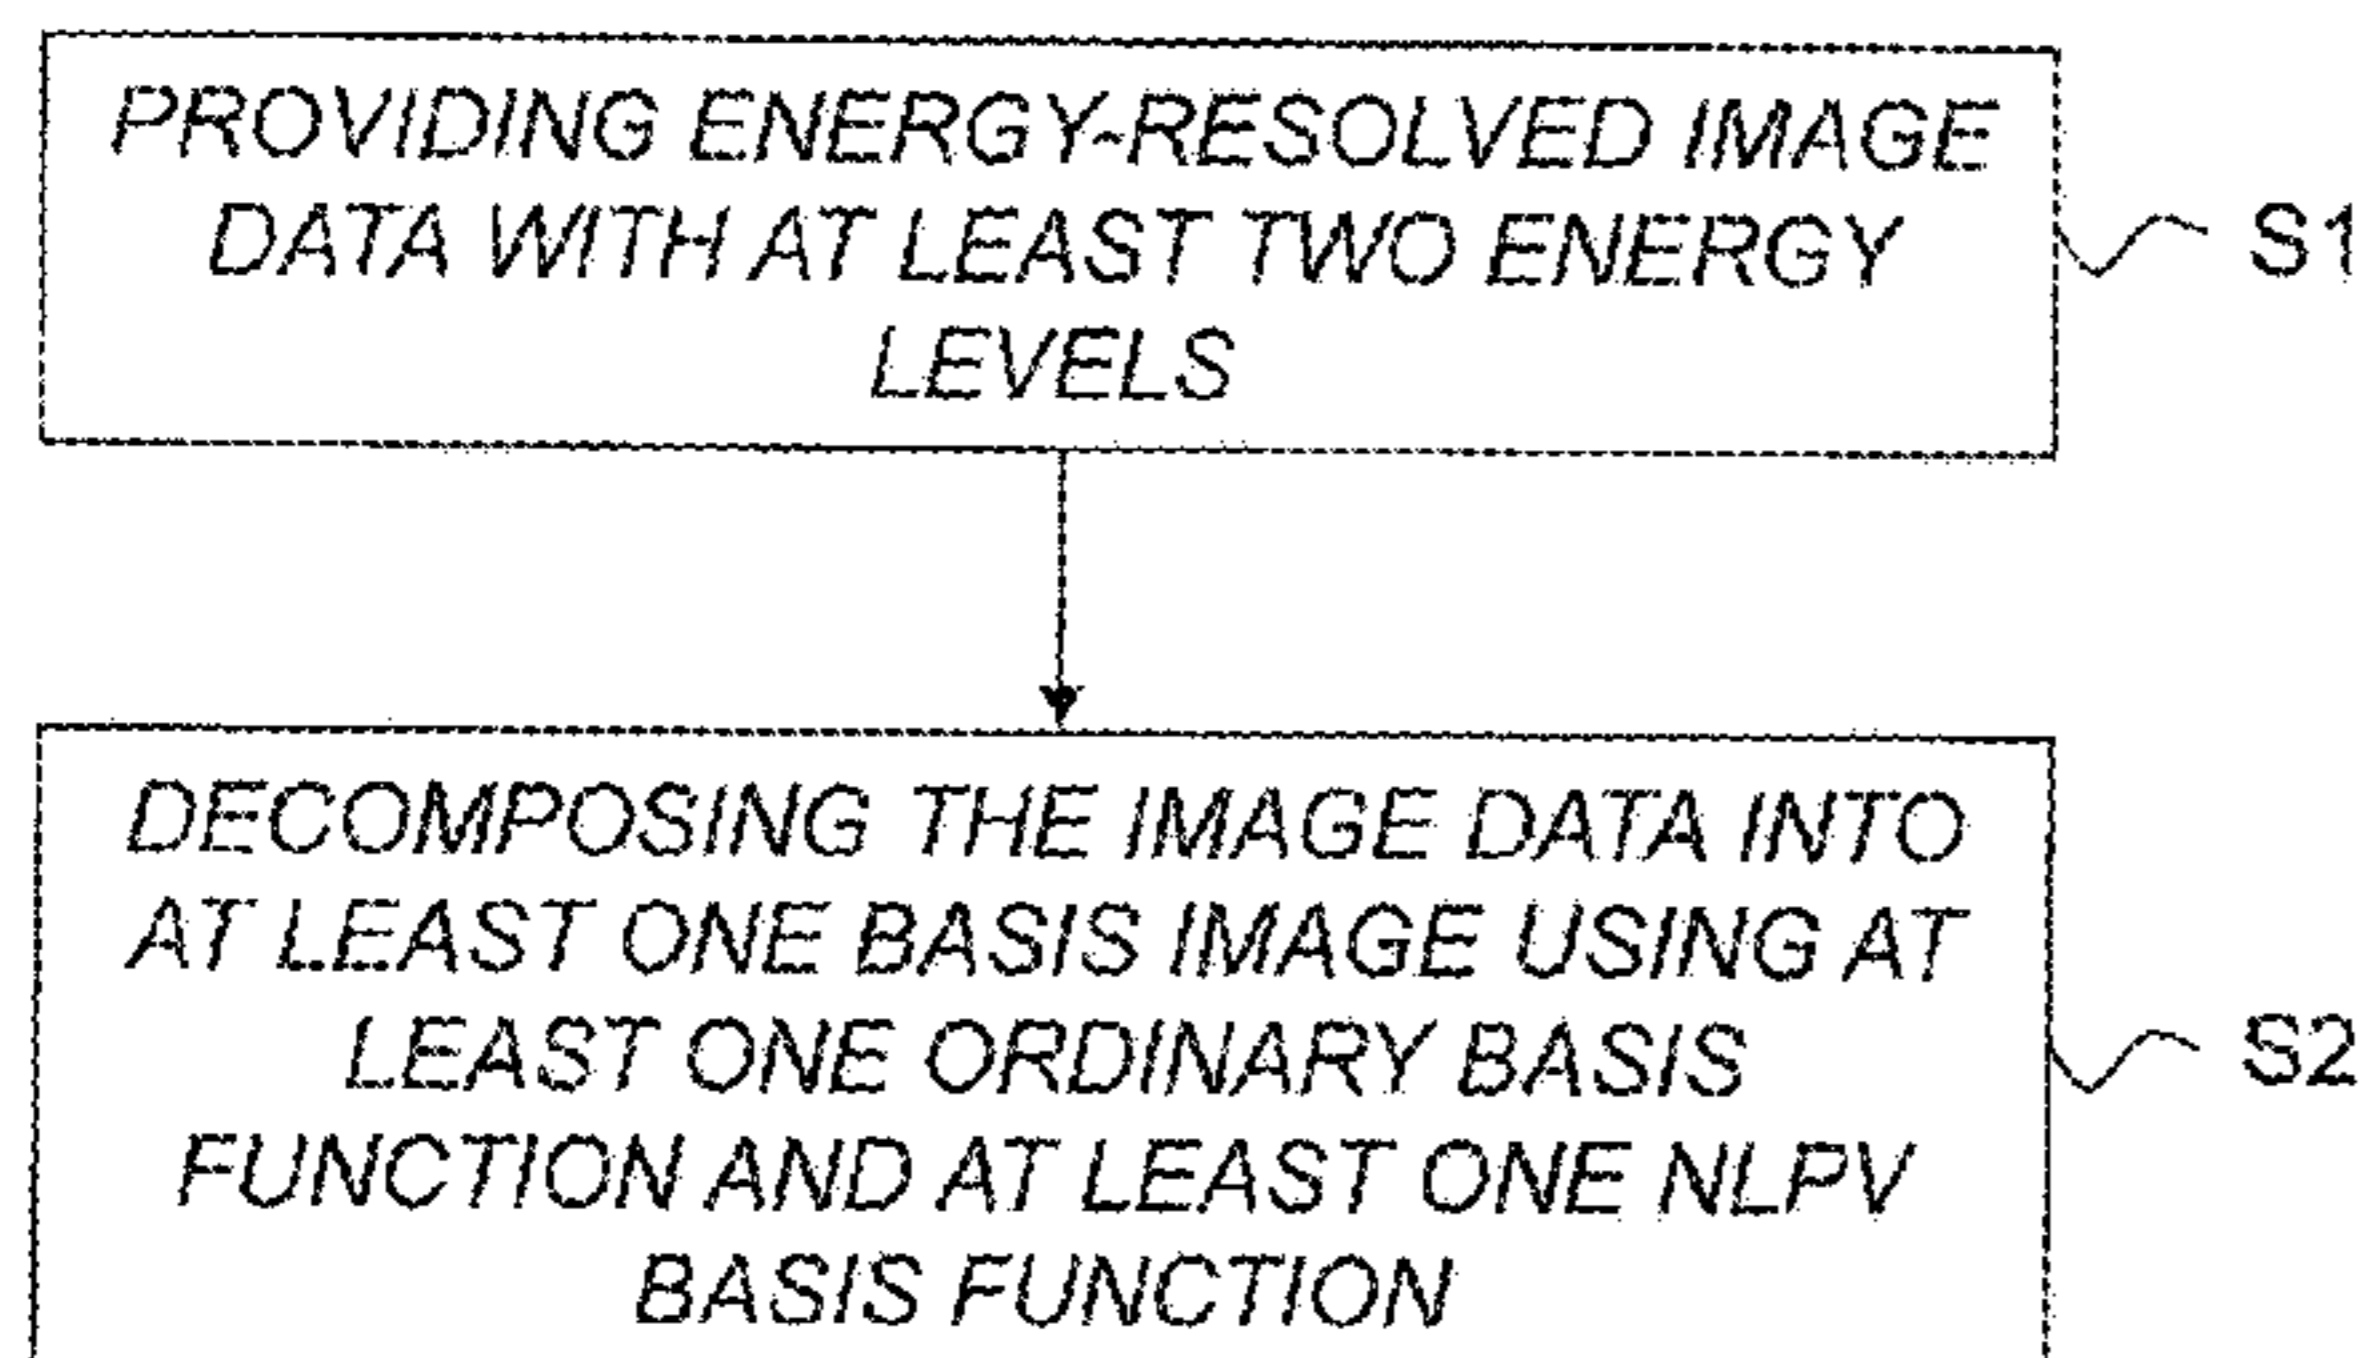 PROVIDING ENERGY-RESOLVED IMAGE
DATA WITH AT LEAST TWO ENERGY
LEVELS
S1
DECOMPOSING THE IMAGE DATA INTO
AT LEAST ONE BASIS IMAGE USING AT
LEAST ONE ORDINARY BASIS
FUNCTION AND AT LEAST ONE NLPV
BASIS FUNCTION
S2